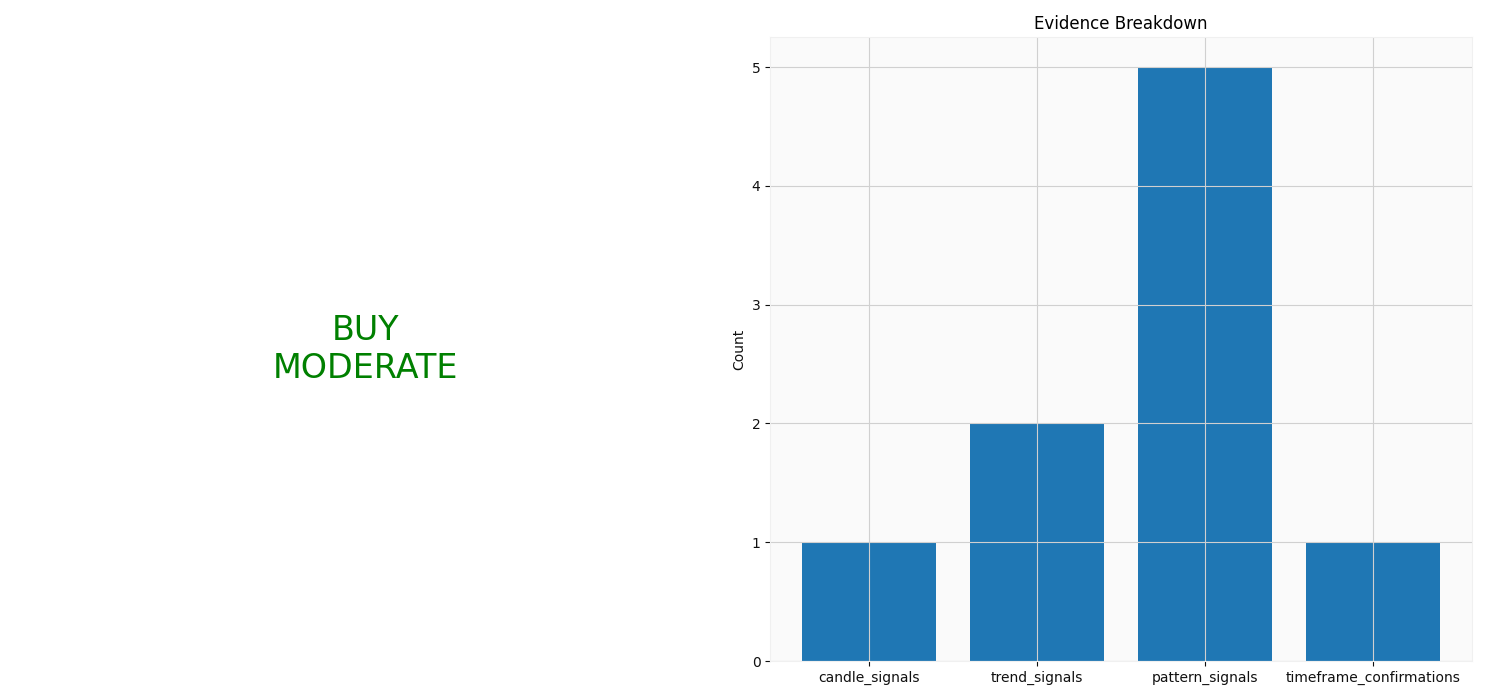 BUY
MODERATE
Evidence Breakdown
Count
5
4
3
2
1
0
candle_signals
trend_signals
pattern_signals
timeframe_confirmations